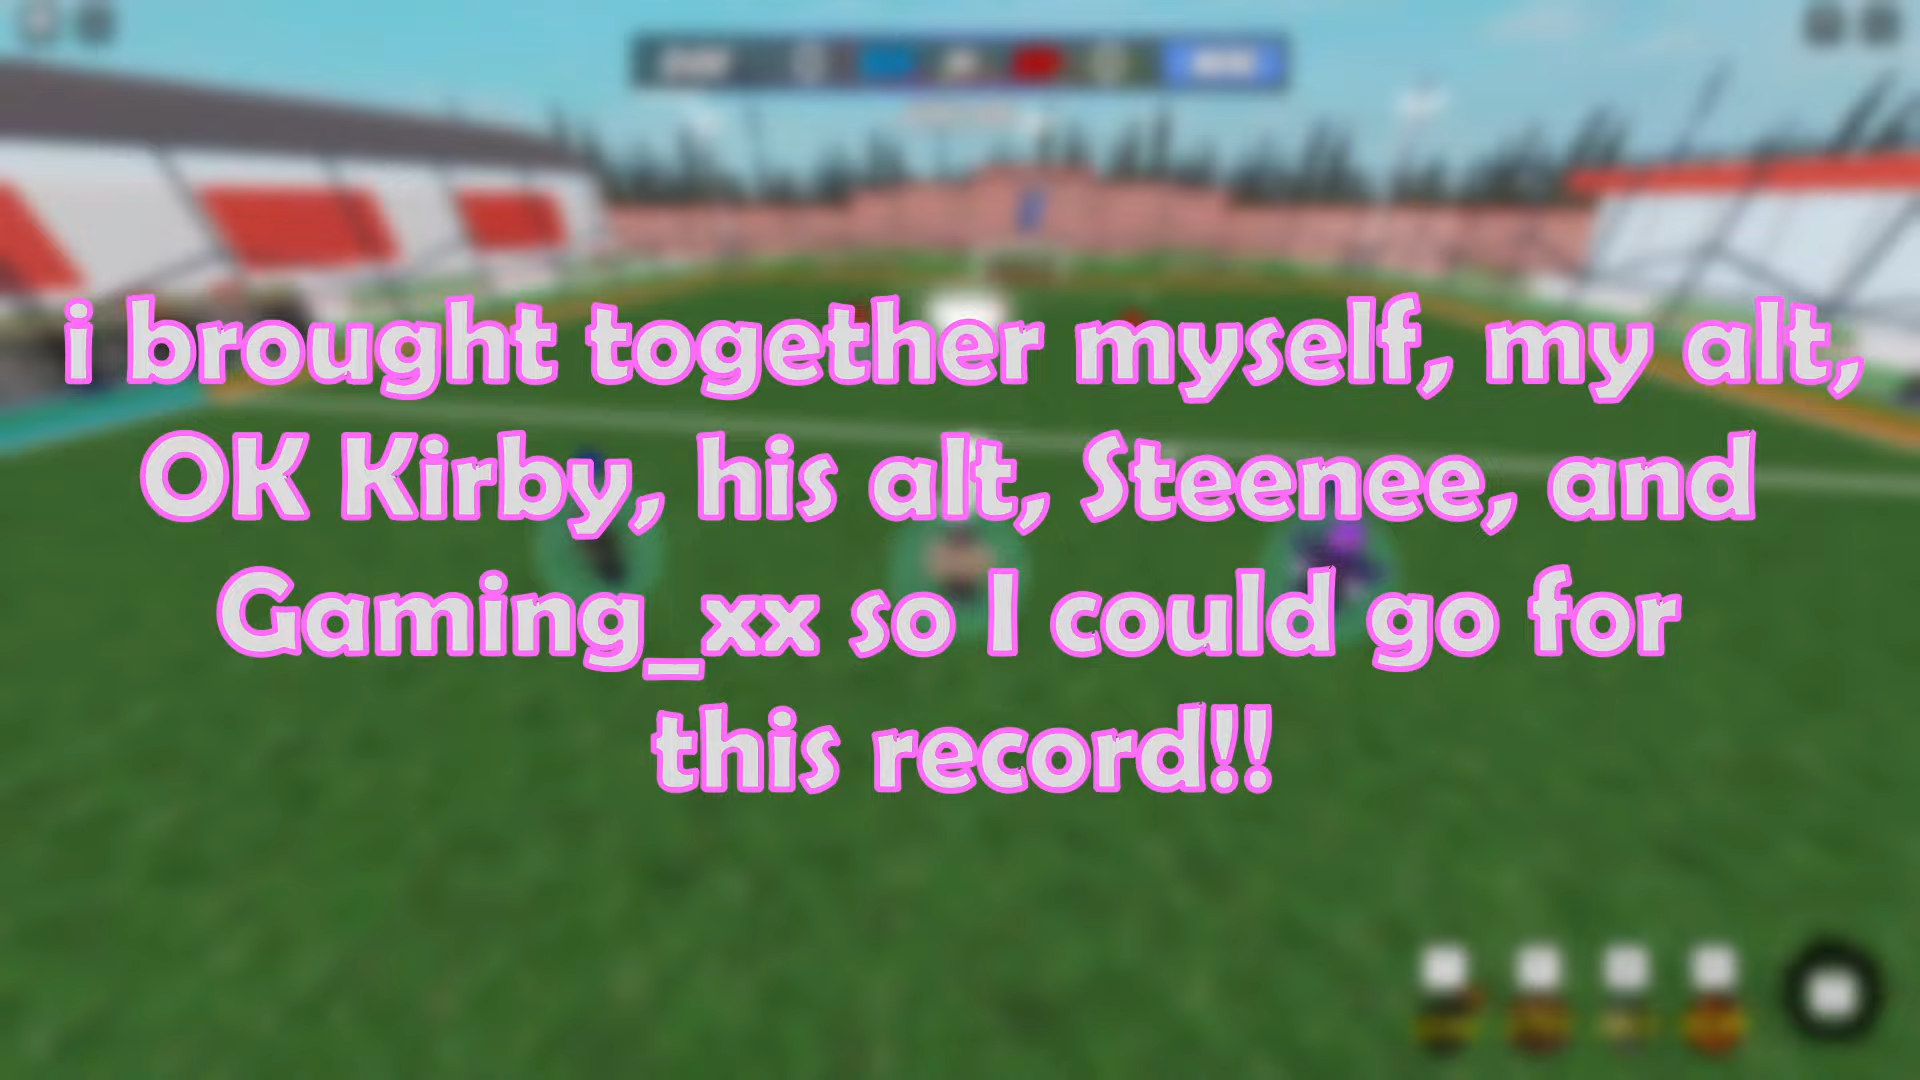 i brought together myself, my alt,
OK Kirby, his alt, Steenee, and
Gaming_xx so I could go for
this record!!